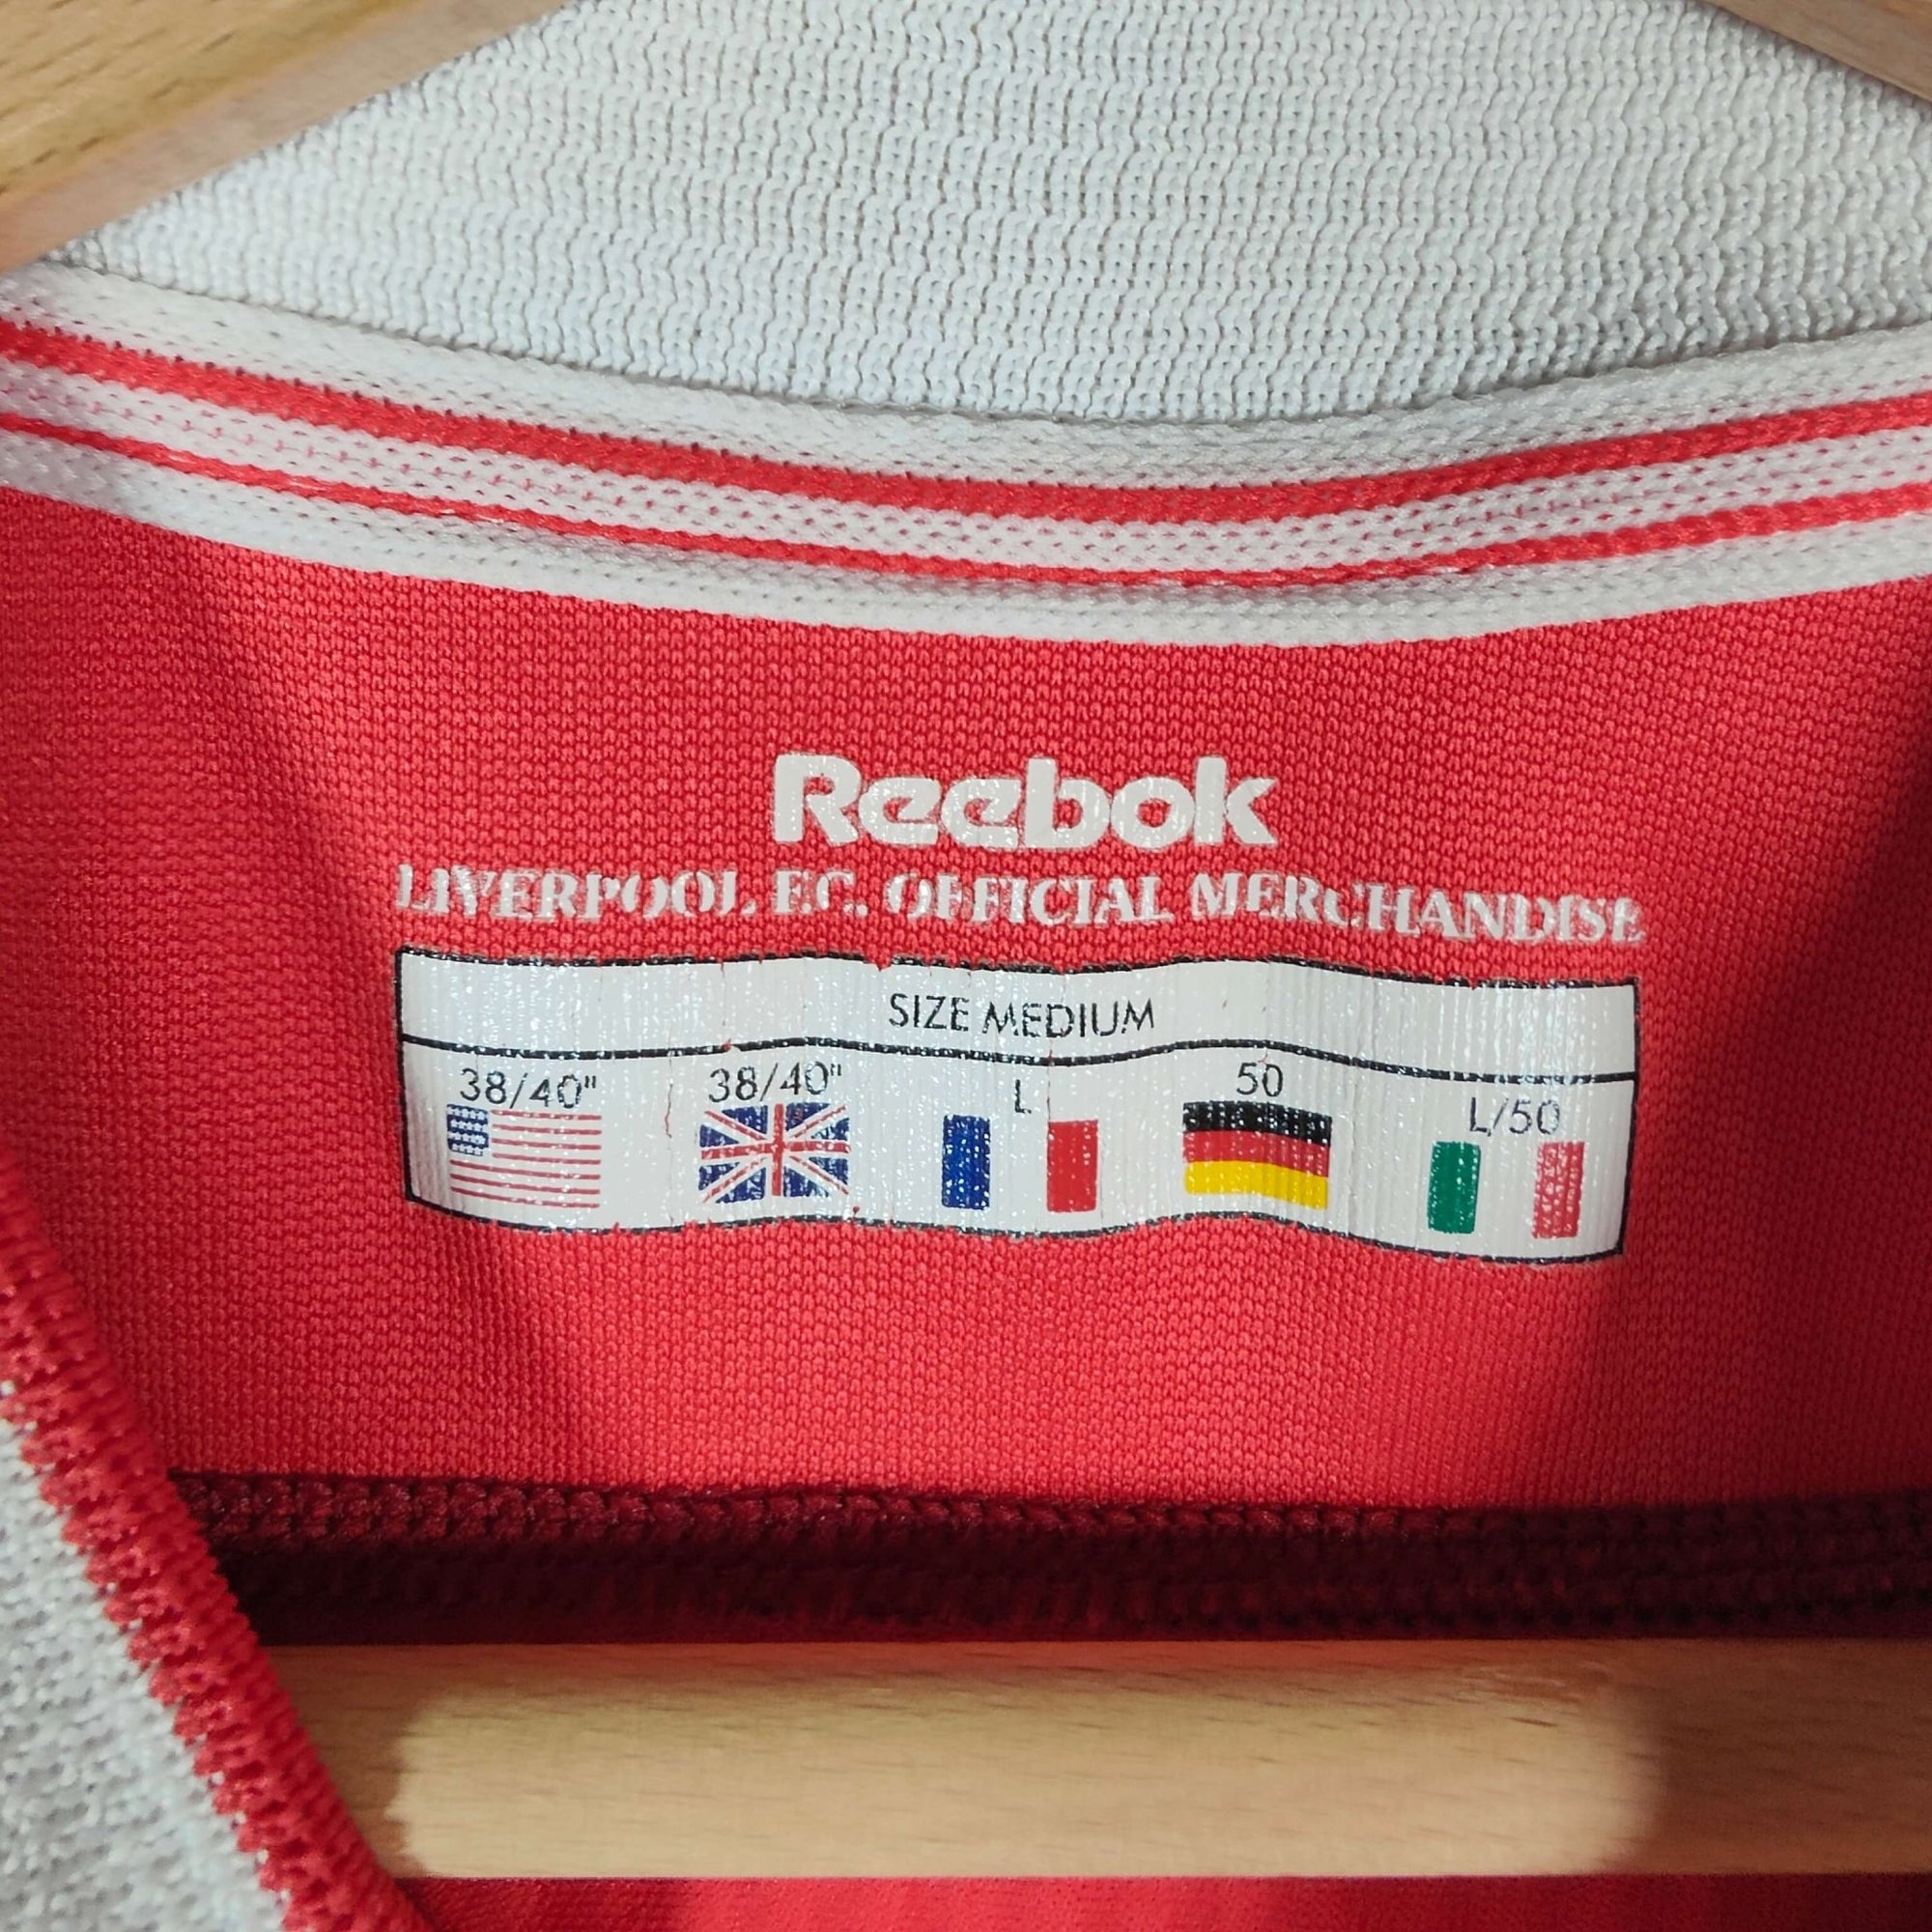 Reebok
LIVERPOOL F.C. OFFICIAL MERCHANDISE
SIZE MEDIUM
38/40" 38/40" L 50 L/50